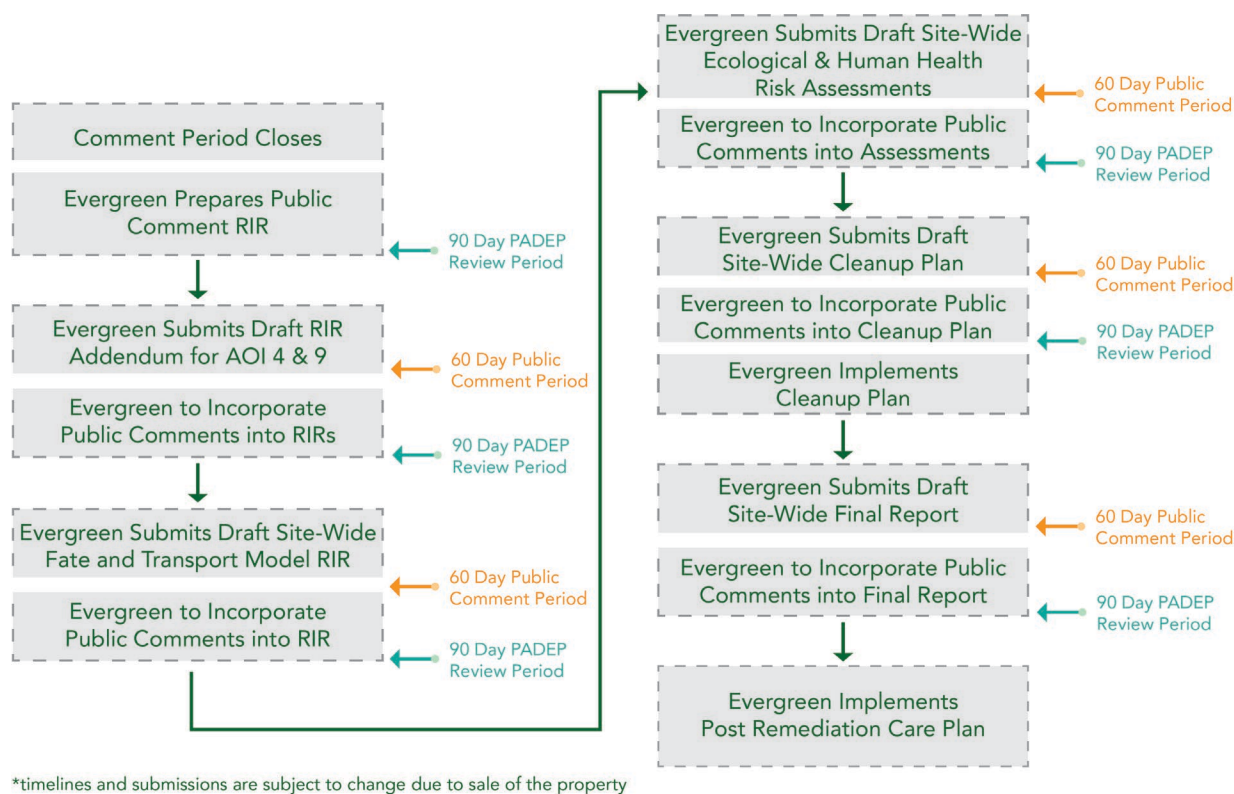 Comment Period Closes
Evergreen Prepares Public
Comment RIR
90 Day PADEP
Review Period
Evergreen Submits Draft RIR
Addendum for AOI 4 & 9
60 Day Public
Comment Period
Evergreen to Incorporate
Public Comments into RIRs
90 Day PADEP
Review Period
Evergreen Submits Draft Site-Wide
Fate and Transport Model RIR
60 Day Public
Comment Period
Evergreen to Incorporate
Public Comments into RIR
90 Day PADEP
Review Period
Evergreen Submits Draft Site-Wide
Ecological & Human Health
Risk Assessments
60 Day Public
Comment Period
Evergreen to Incorporate Public
Comments into Assessments
90 Day PADEP
Review Period
Evergreen Submits Draft
Site-Wide Cleanup Plan
60 Day Public
Comment Period
Evergreen to Incorporate Public
Comments into Cleanup Plan
90 Day PADEP
Review Period
Evergreen Implements
Cleanup Plan
Evergreen Submits Draft
Site-Wide Final Report
60 Day Public
Comment Period
Evergreen to Incorporate Public
Comments into Final Report
90 Day PADEP
Review Period
Evergreen Implements
Post Remediation Care Plan
*timelines and submissions are subject to change due to sale of the property